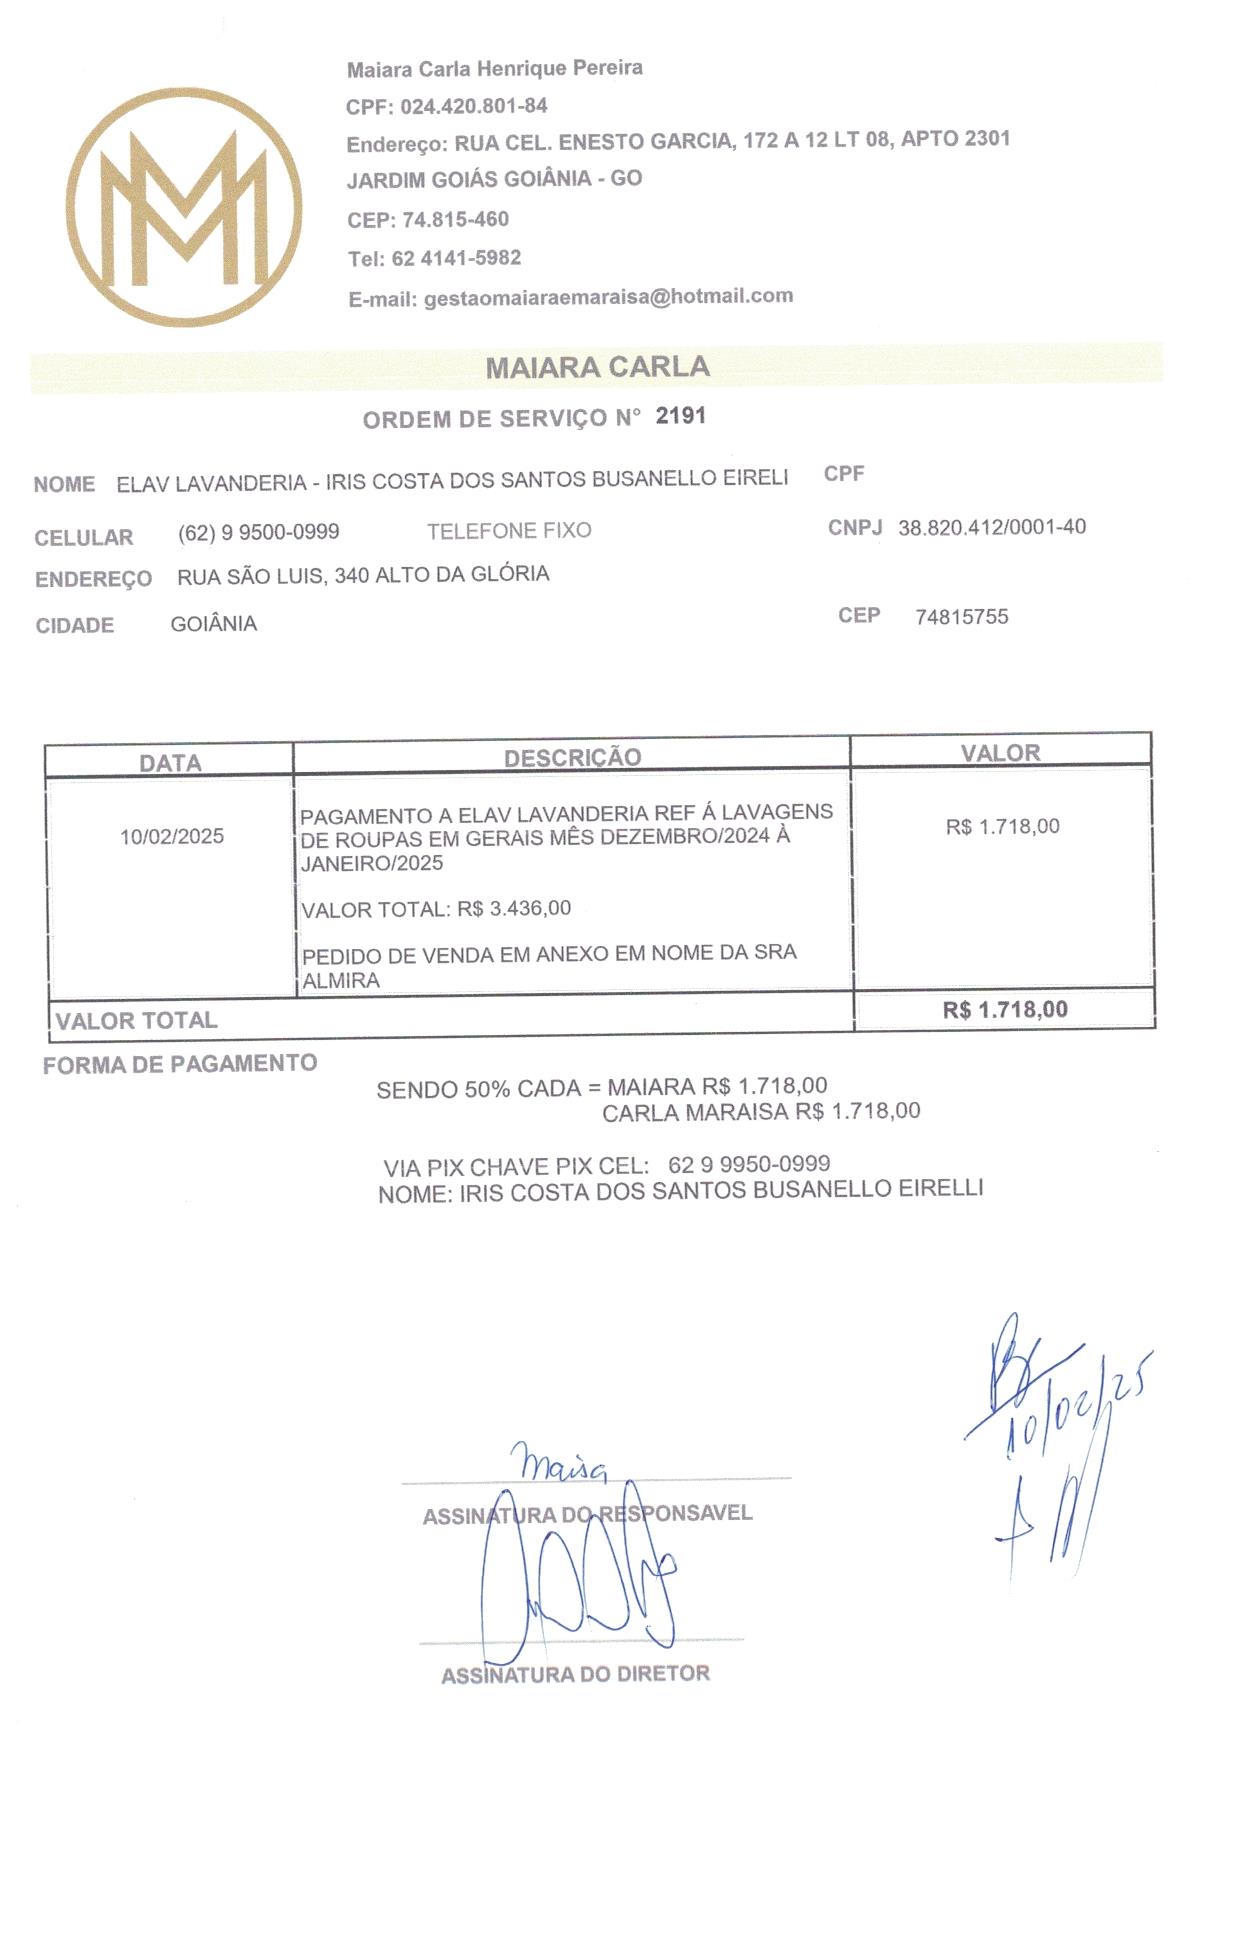 Maiara Carla Henrique Pereira
CPF: 024.420.801-84
Endereço: RUA CEL. ENESTO GARCIA, 172 A 12 LT 08, APTO 2301
JARDIM GOIÁS GOIÂNIA - GO
CEP: 74.815-460
Tel: 62 4141-5982
E-mail: gestaomaiaraemaraisa@hotmail.com
MAIARA CARLA
ORDEM DE SERVIÇO N° 2191
NOME ELAV LAVANDERIA - IRIS COSTA DOS SANTOS BUSANELLO EIRELI CPF
CELULAR (62) 9 9500-0999 TELEFONE FIXO CNPJ 38.820.412/0001-40
ENDEREÇO RUA SÃO LUIS, 340 ALTO DA GLÓRIA
CIDADE GOIÂNIA CEP 74815755
DATA DESCRIÇÃO VALOR
10/02/2025 PAGAMENTO A ELAV LAVANDERIA REF Á LAVAGENS R$ 1.718,00
DE ROUPAS EM GERAIS MÊS DEZEMBRO/2024 À
JANEIRO/2025
VALOR TOTAL: R$ 3.436,00
PEDIDO DE VENDA EM ANEXO EM NOME DA SRA
ALMIRA
VALOR TOTAL R$ 1.718,00
FORMA DE PAGAMENTO
SENDO 50% CADA = MAIARA R$ 1.718,00
CARLA MARAISA R$ 1.718,00
VIA PIX CHAVE PIX CEL: 62 9 9950-0999
NOME: IRIS COSTA DOS SANTOS BUSANELLO EIRELLI
10/02/25
Maisa
ASSINATURA DO RESPONSAVEL
ASSINATURA DO DIRETOR